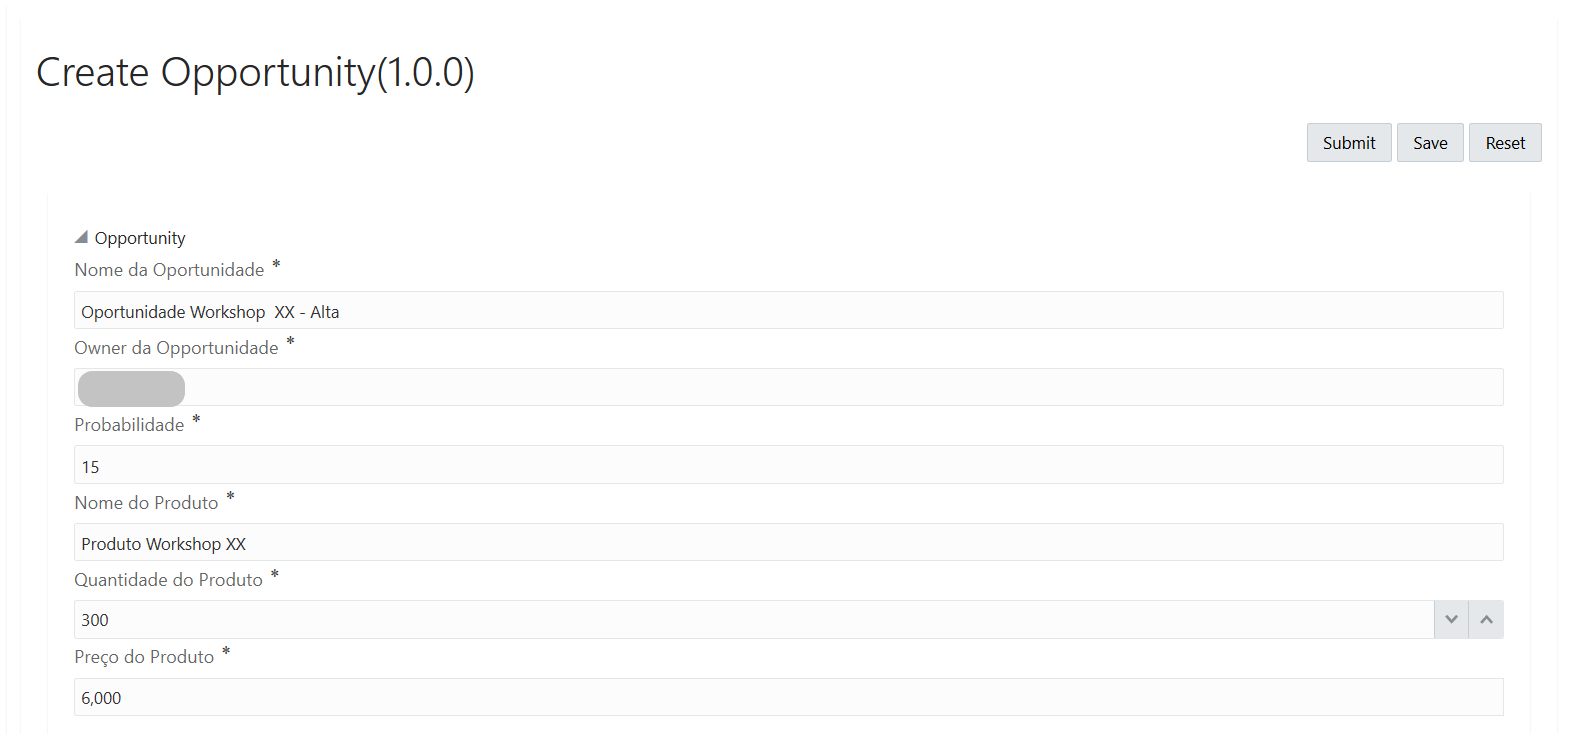 Create Opportunity(1.0.0)
Submit Save Reset
Opportunity
Nome da Oportunidade *
Oportunidade Workshop  XX - Alta
Owner da Opportunidade *
Probabilidade *
15
Nome do Produto *
Produto Workshop XX
Quantidade do Produto *
300
Preço do Produto *
6,000